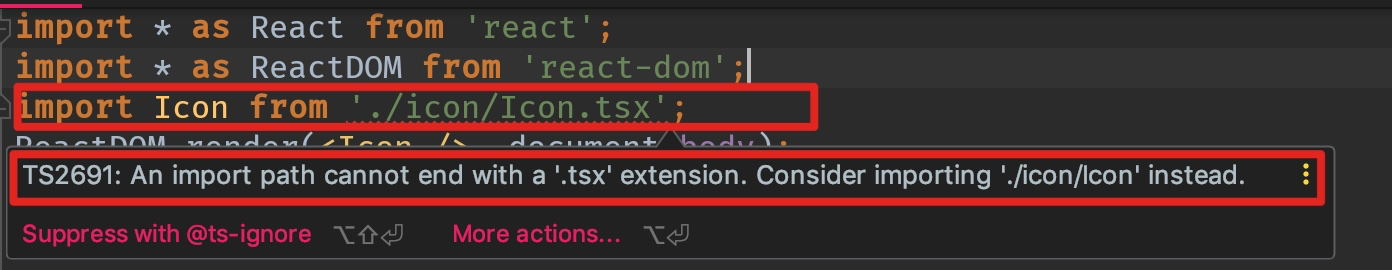 import * as React from 'react';
import * as ReactDOM from 'react-dom';
import Icon from './icon/Icon.tsx';
ReactDOM.render(<Icon />, document.body);
TS2691: An import path cannot end with a '.tsx' extension. Consider importing './icon/Icon' instead.
Suppress with @ts-ignore ⌥⇧⏎ More actions... ⌥⏎